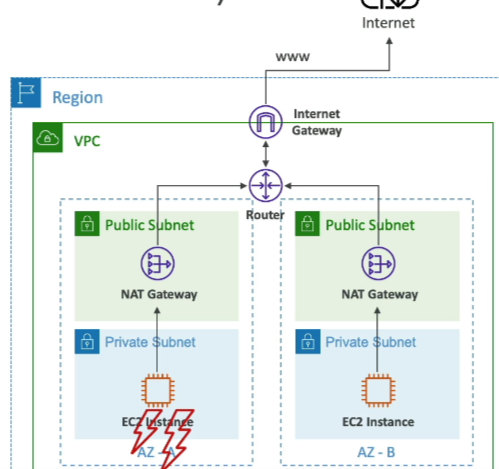 Internet
www
Region
Internet
Gateway
VPC
Router
Public Subnet
Public Subnet
NAT Gateway
NAT Gateway
Private Subnet
Private Subnet
EC2 Instance
EC2 Instance
AZ - A
AZ - B